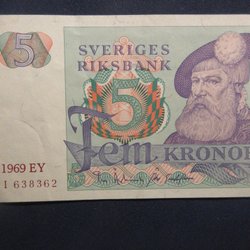 5
SVERIGES
RIKSBANK
5
Fem KRONOR
1969 EY
I 638362